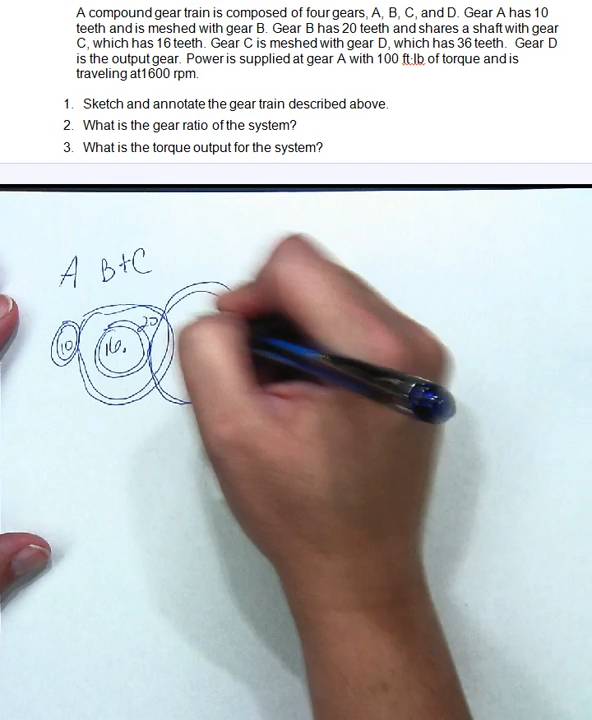 A compound gear train is composed of four gears, A, B, C, and D. Gear A has 10
teeth and is meshed with gear B. Gear B has 20 teeth and shares a shaft with gear
C, which has 16 teeth. Gear C is meshed with gear D, which has 36 teeth. Gear D
is the output gear. Power is supplied at gear A with 100 ft·lb of torque and is
traveling at1600 rpm.
1. Sketch and annotate the gear train described above.
2. What is the gear ratio of the system?
3. What is the torque output for the system?
A B+C
10 16. 20